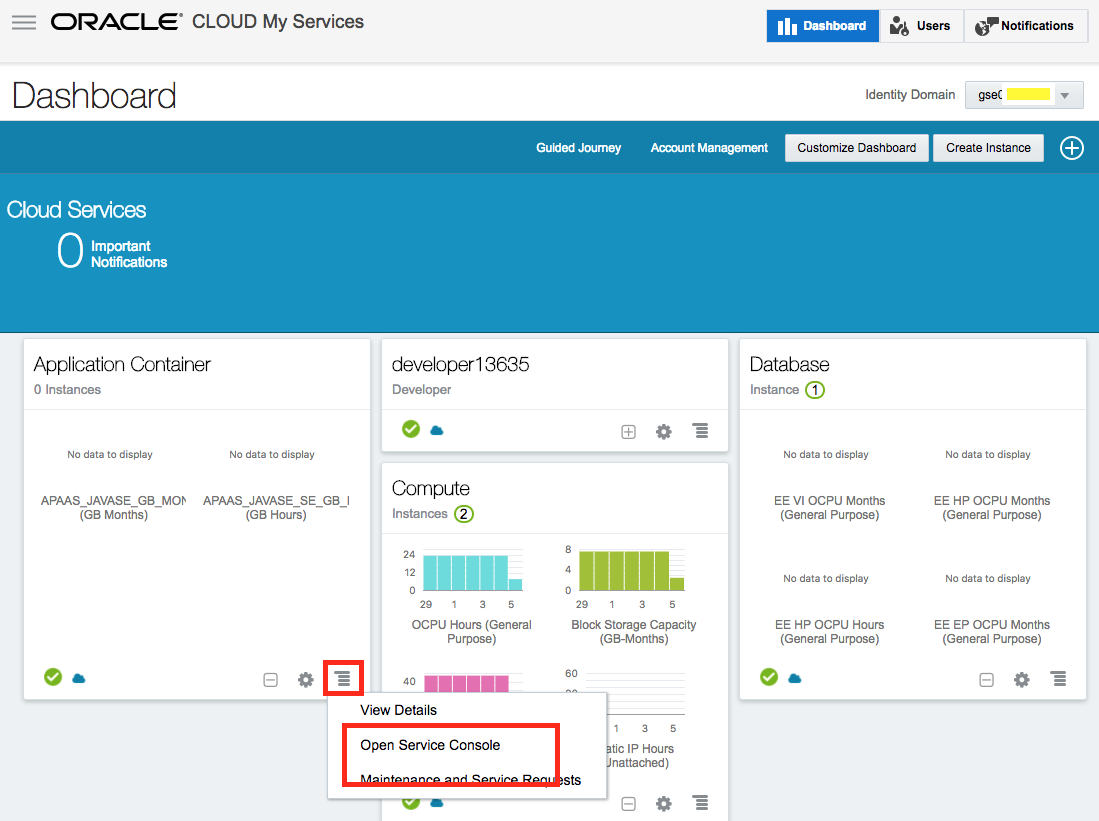 ORACLE® CLOUD My Services
Dashboard
Users
Notifications
Dashboard
Identity Domain
gse0
Guided Journey
Account Management
Customize Dashboard
Create Instance
Cloud Services
0 Important
Notifications
Application Container
0 Instances
No data to display
No data to display
APAAS_JAVASE_GB_MON
(GB Months)
APAAS_JAVASE_SE_GB_
(GB Hours)
developer13635
Developer
Compute
Instances 2
24
12
0
29 1 3 5
OCPU Hours (General
Purpose)
8
4
0
29 1 3 5
Block Storage Capacity
(GB-Months)
40
60
1 3 5
atic IP Hours
Unattached)
View Details
Open Service Console
Maintenance and Service Requests
Database
Instance 1
No data to display
No data to display
EE VI OCPU Months
(General Purpose)
EE HP OCPU Months
(General Purpose)
No data to display
No data to display
EE HP OCPU Hours
(General Purpose)
EE EP OCPU Months
(General Purpose)